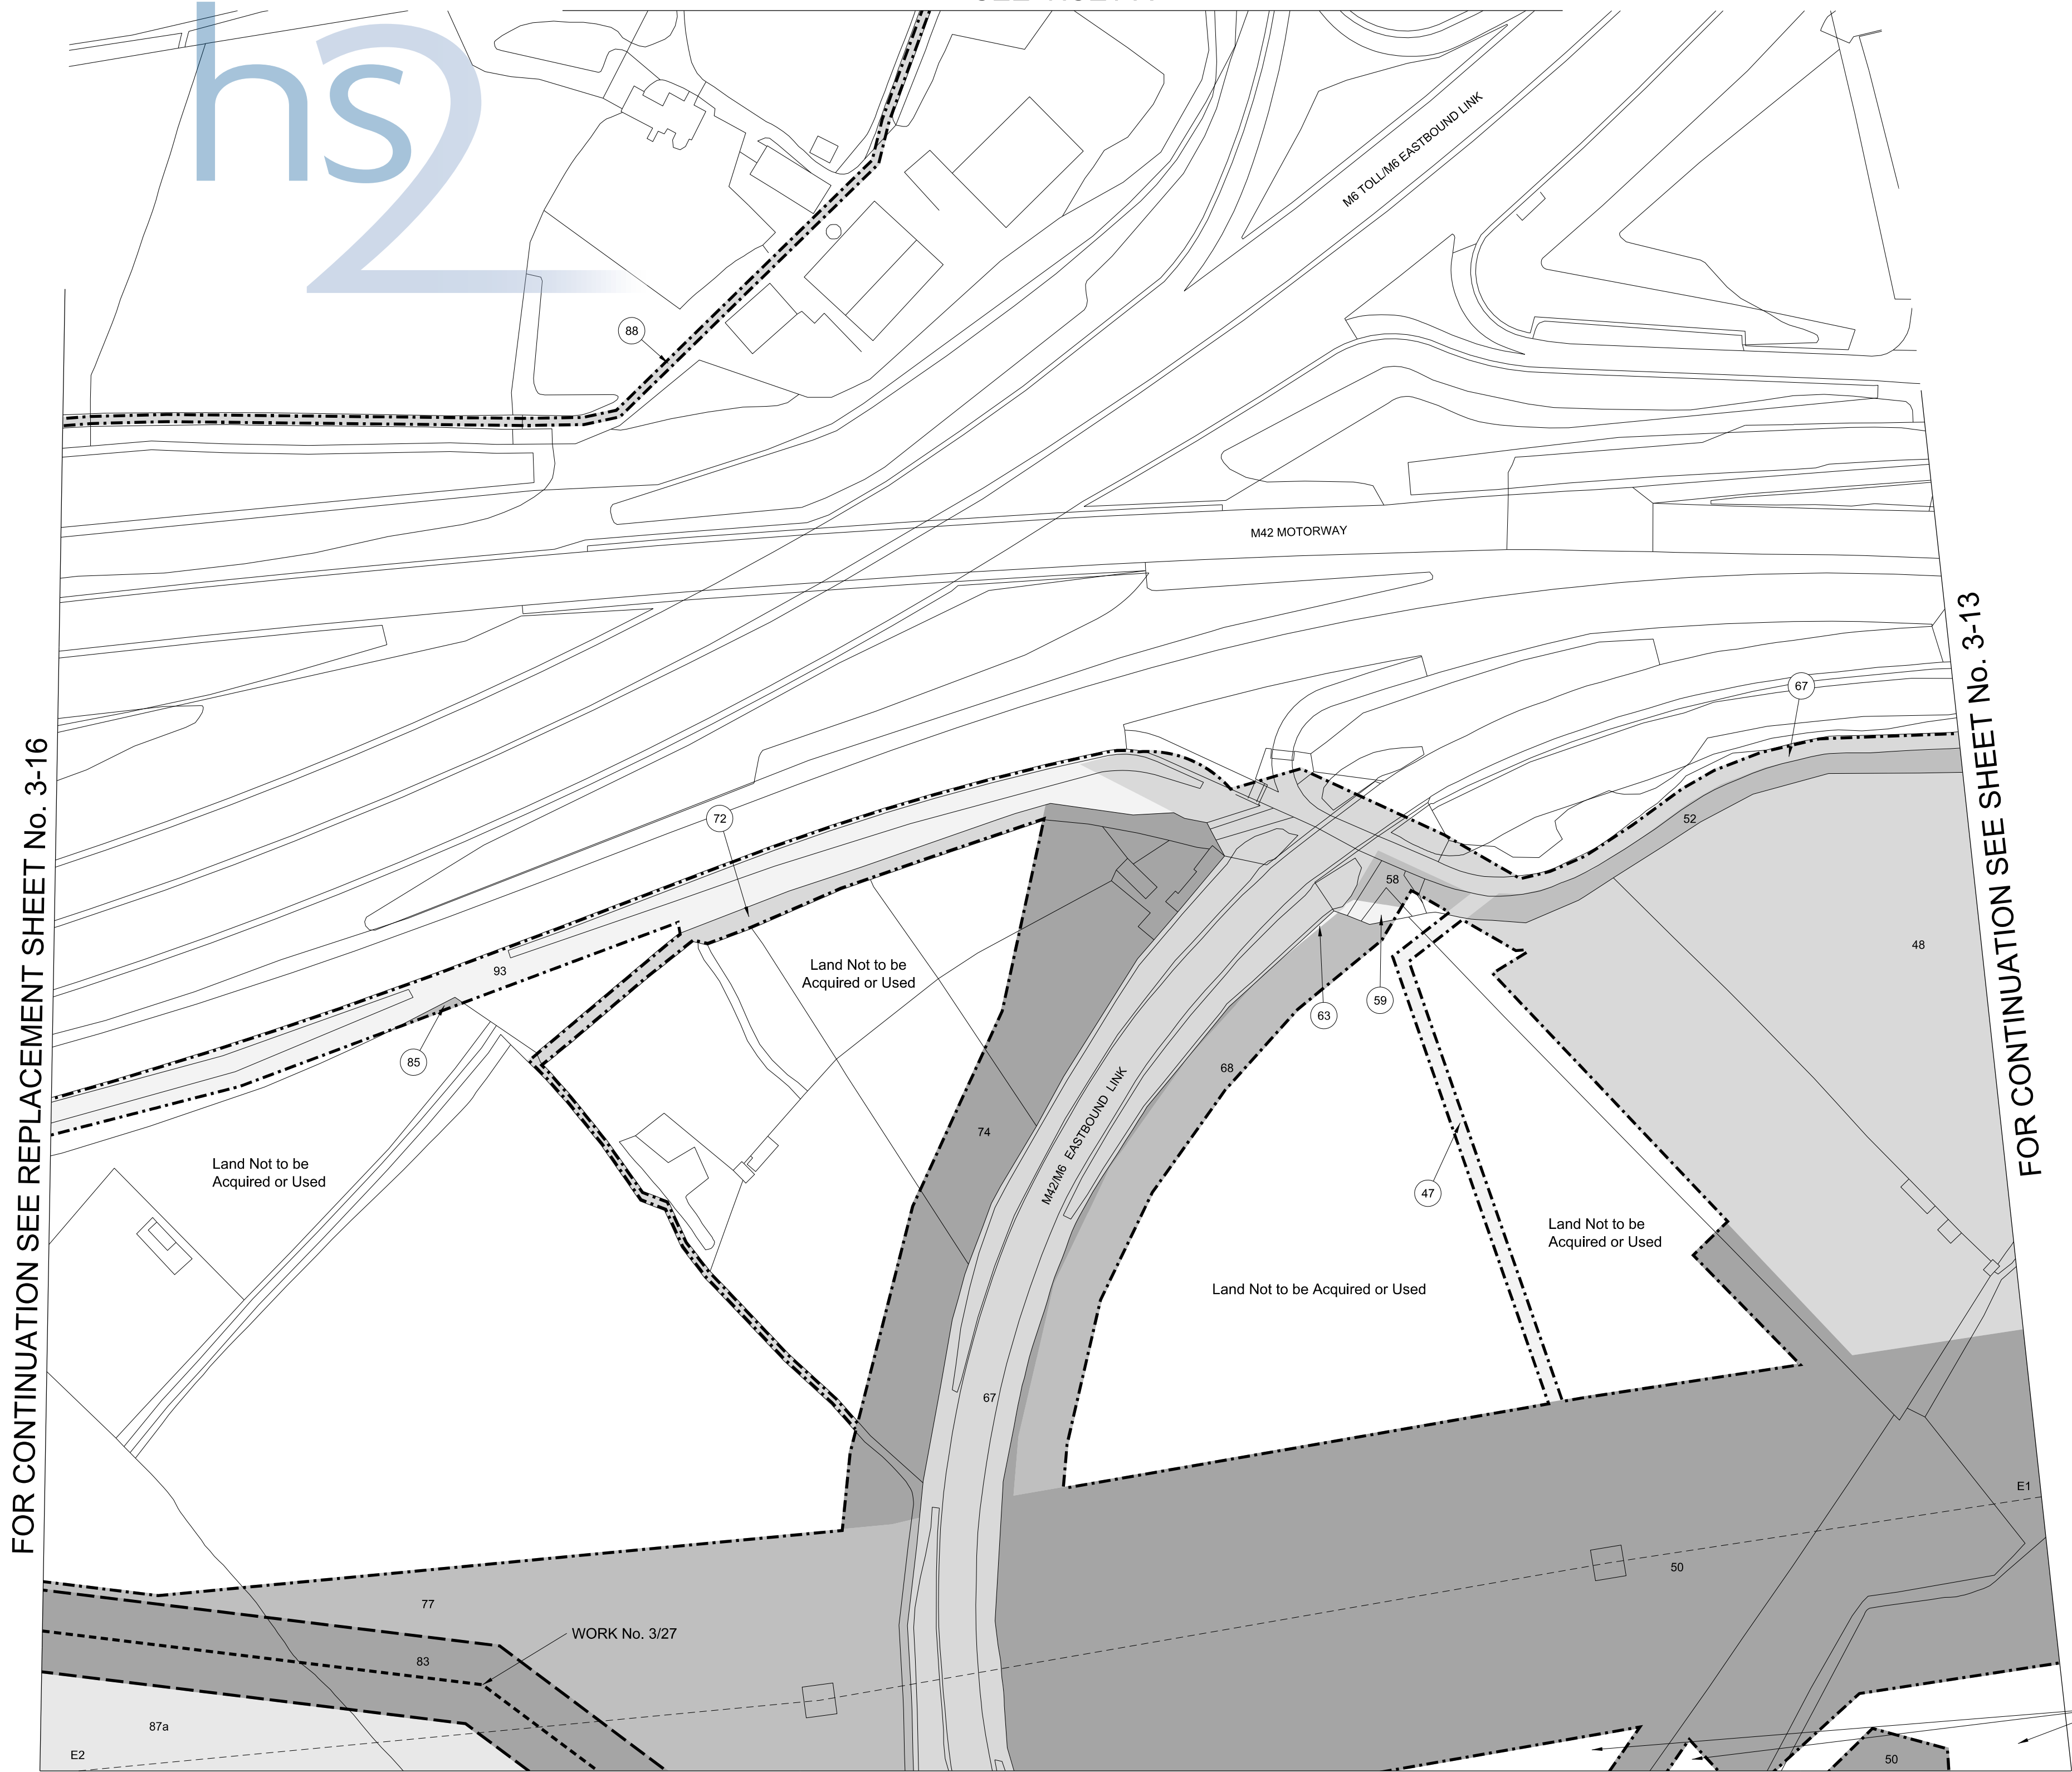 hs2
M6 TOLL/M6 EASTBOUND LINK
88
M42 MOTORWAY
FOR CONTINUATION SEE REPLACEMENT SHEET No. 3-16
FOR CONTINUATION SEE SHEET No. 3-13
67
72
52
58
48
93
Land Not to be
Acquired or Used
59
63
85
68
M42/M6 EASTBOUND LINK
74
47
Land Not to be
Acquired or Used
Land Not to be
Acquired or Used
Land Not to be Acquired or Used
67
E1
50
77
WORK No. 3/27
83
87a
E2
50